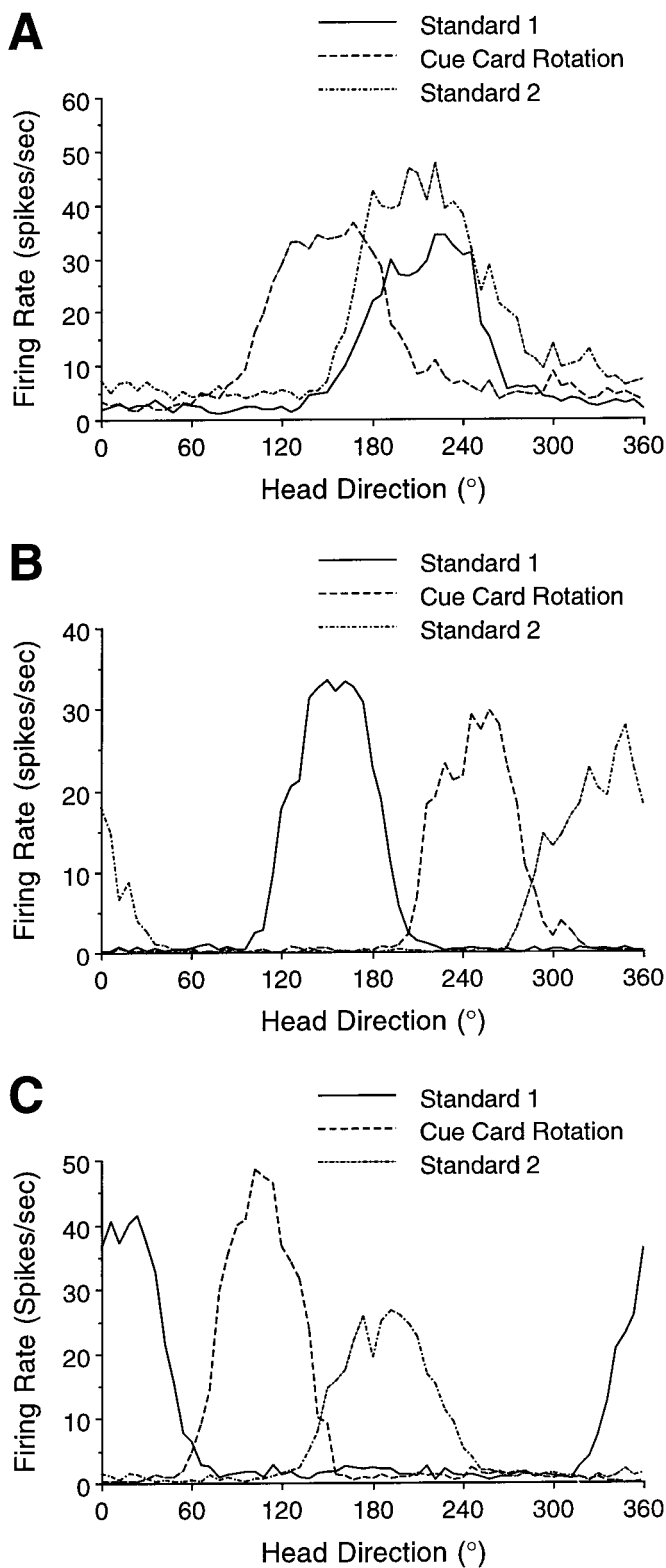 A
Standard 1
Cue Card Rotation
Standard 2
60
50
40
30
20
10
0
Firing Rate (spikes/sec)
0 60 120 180 240 300 360
Head Direction (°)
B
Standard 1
Cue Card Rotation
Standard 2
40
30
20
10
0
Firing Rate (spikes/sec)
0 60 120 180 240 300 360
Head Direction (°)
C
Standard 1
Cue Card Rotation
Standard 2
50
40
30
20
10
0
Firing Rate (Spikes/sec)
0 60 120 180 240 300 360
Head Direction (°)